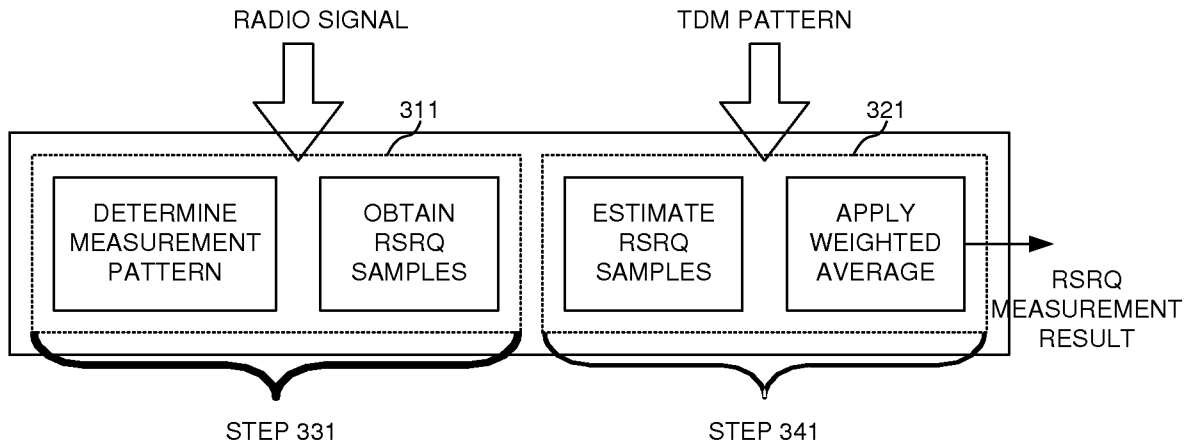 RADIO SIGNAL
TDM PATTERN
311
321
DETERMINE
MEASUREMENT
PATTERN
OBTAIN
RSRQ
SAMPLES
ESTIMATE
RSRQ
SAMPLES
APPLY
WEIGHTED
AVERAGE
RSRQ
MEASUREMENT
RESULT
STEP 331
STEP 341